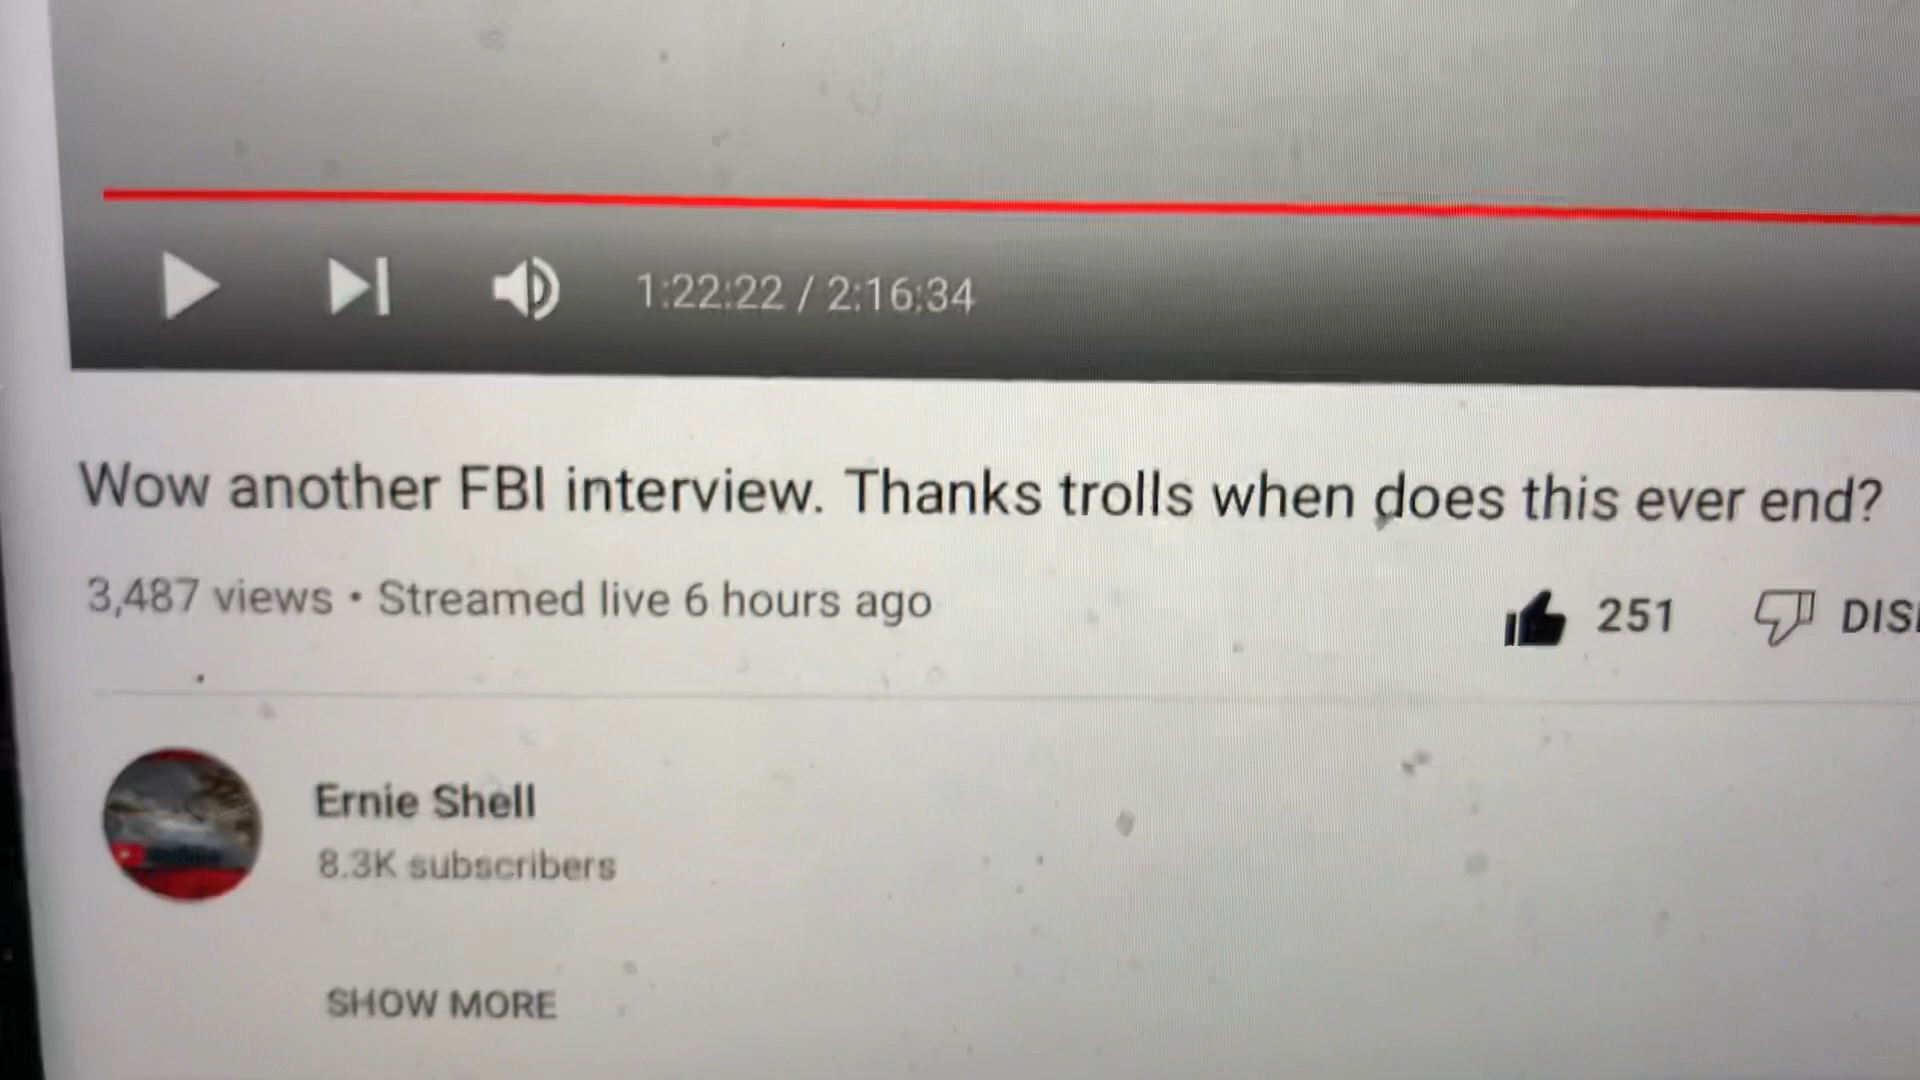 1:22:22 / 2:16:34
Wow another FBI interview. Thanks trolls when does this ever end?
3,487 views • Streamed live 6 hours ago
251
Ernie Shell
8.3K subscribers
SHOW MORE